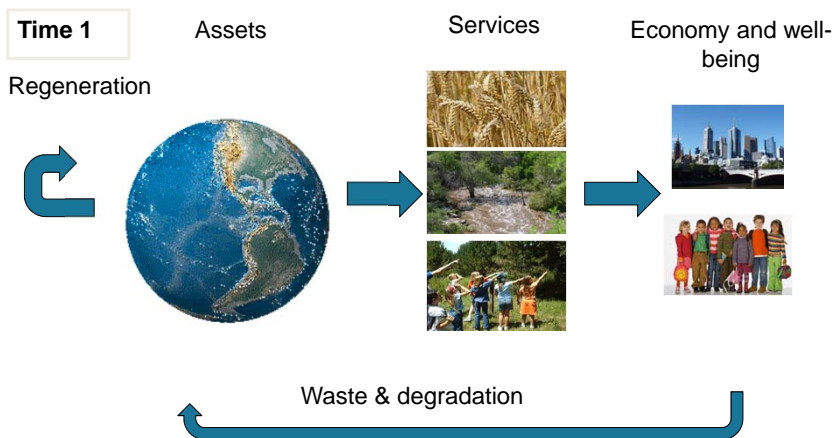 Time 1
Assets
Services
Economy and well-
being
Regeneration
Waste & degradation